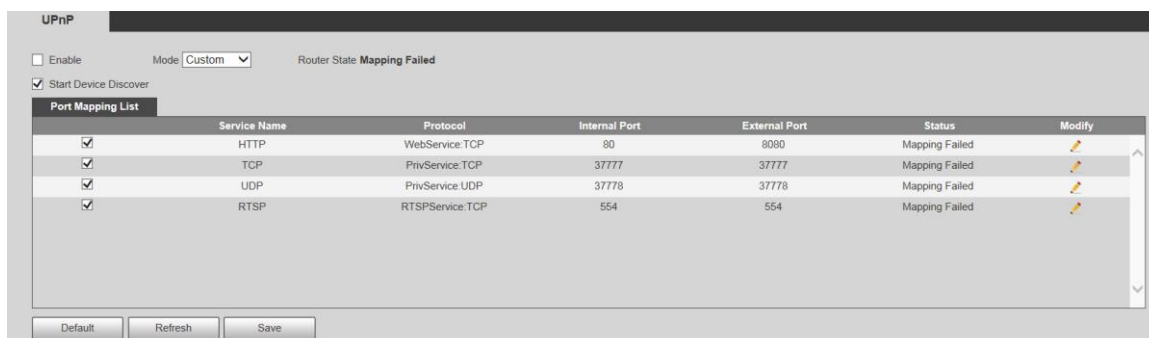 UPnP
Enable Mode Custom Router State Mapping Failed
Start Device Discover
Port Mapping List
Service Name Protocol Internal Port External Port Status Modify
HTTP WebService:TCP 80 8080 Mapping Failed
TCP PrivService:TCP 37777 37777 Mapping Failed
UDP PrivService:UDP 37778 37778 Mapping Failed
RTSP RTSPService:TCP 554 554 Mapping Failed
Default Refresh Save